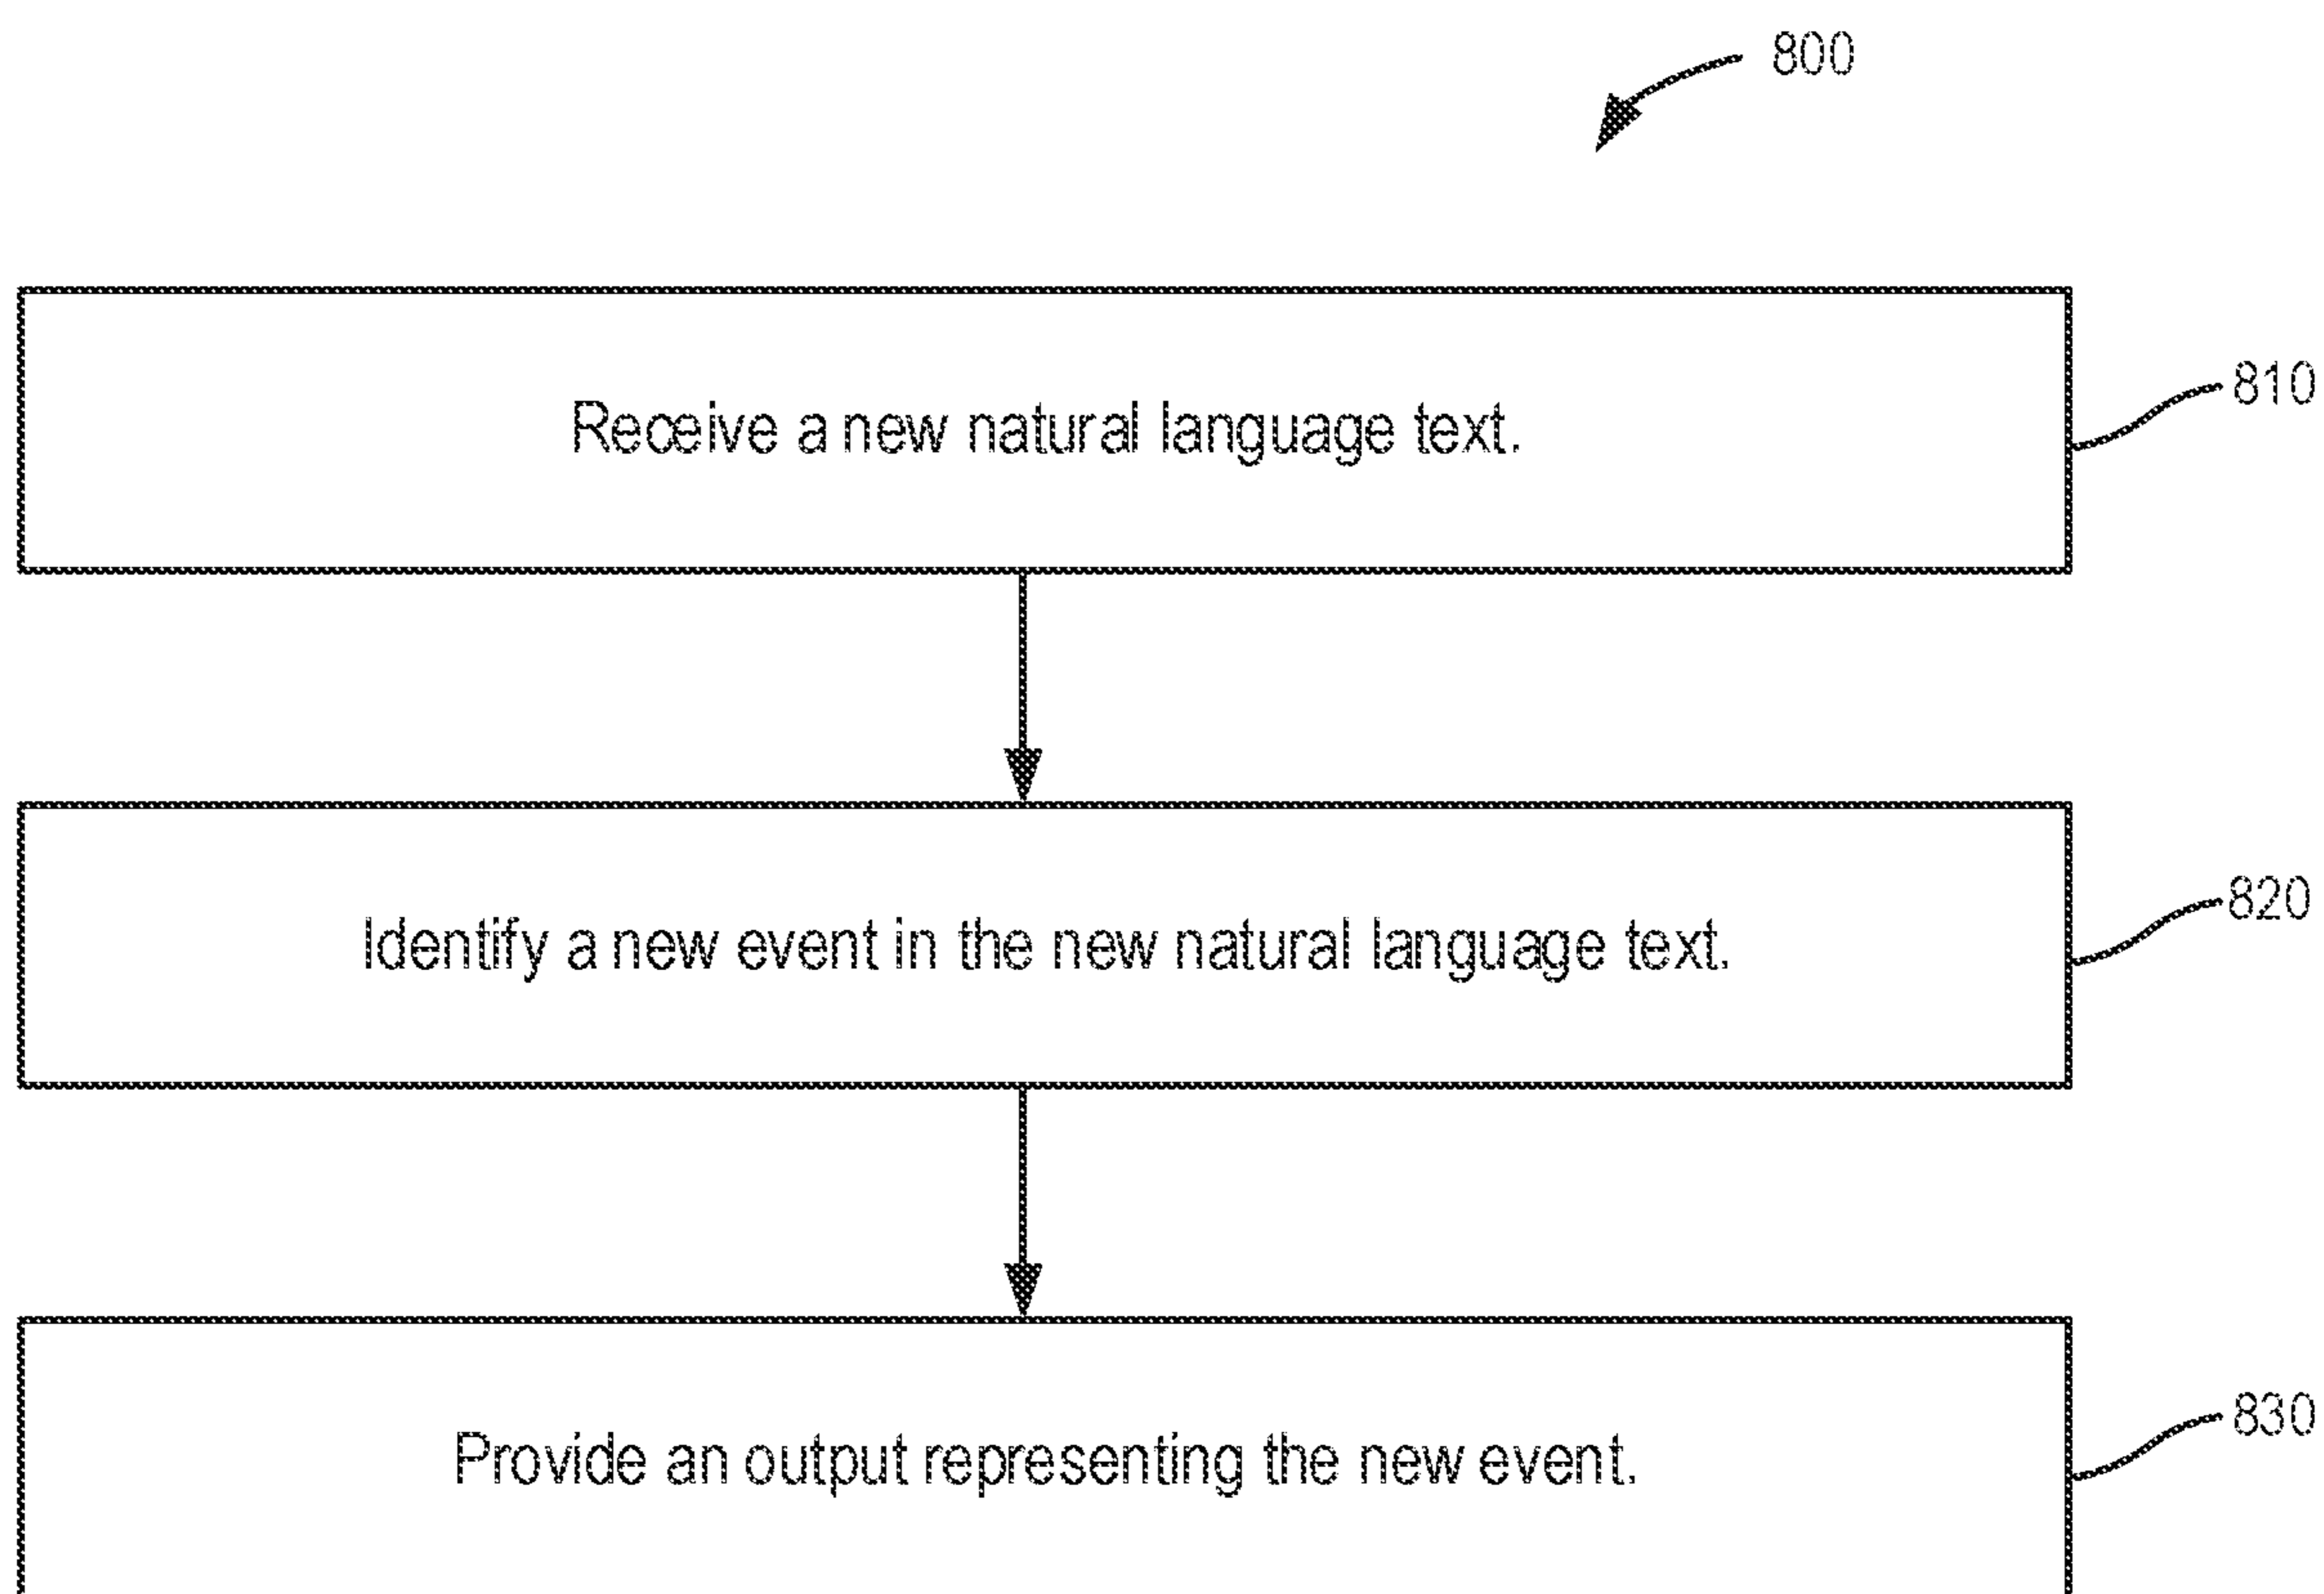 800
Receive a new natural language text.
810
Identify a new event in the new natural language text.
820
Provide an output representing the new event.
830